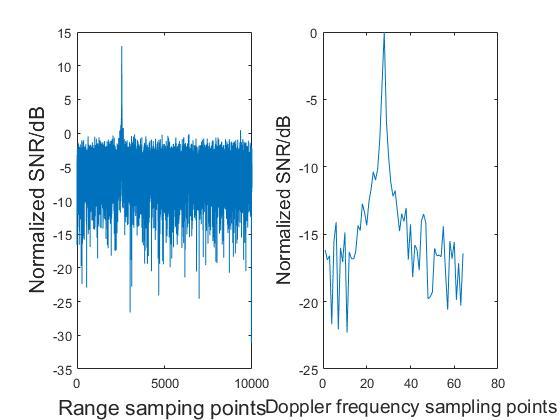 Normalized SNR/dB
15
10
5
0
-5
-10
-15
-20
-25
-30
-35
0 5000 10000
Range samping points
Normalized SNR/dB
0
-5
-10
-15
-20
-25
0 20 40 60 80
Doppler frequency sampling points